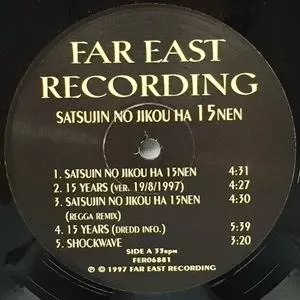 FAR EAST
RECORDING
SATSUJIN NO JIKOU HA 15NEN
1. SATSUIN NO JIKOU HA 15NEN 4:31
2. 15 YEARS (VER. 19/8/1997) 4:27
3. SATSUJIN NO JIKOU HA 15NEN 4:30
(REGGA REMIX)
4. 15 YEARS (DREDD INFO.) 5:39
5. SHOCKWAVE 3:20
SIDE A 33RPM
FER06881
℗ © 1997 FAR EAST RECORDING